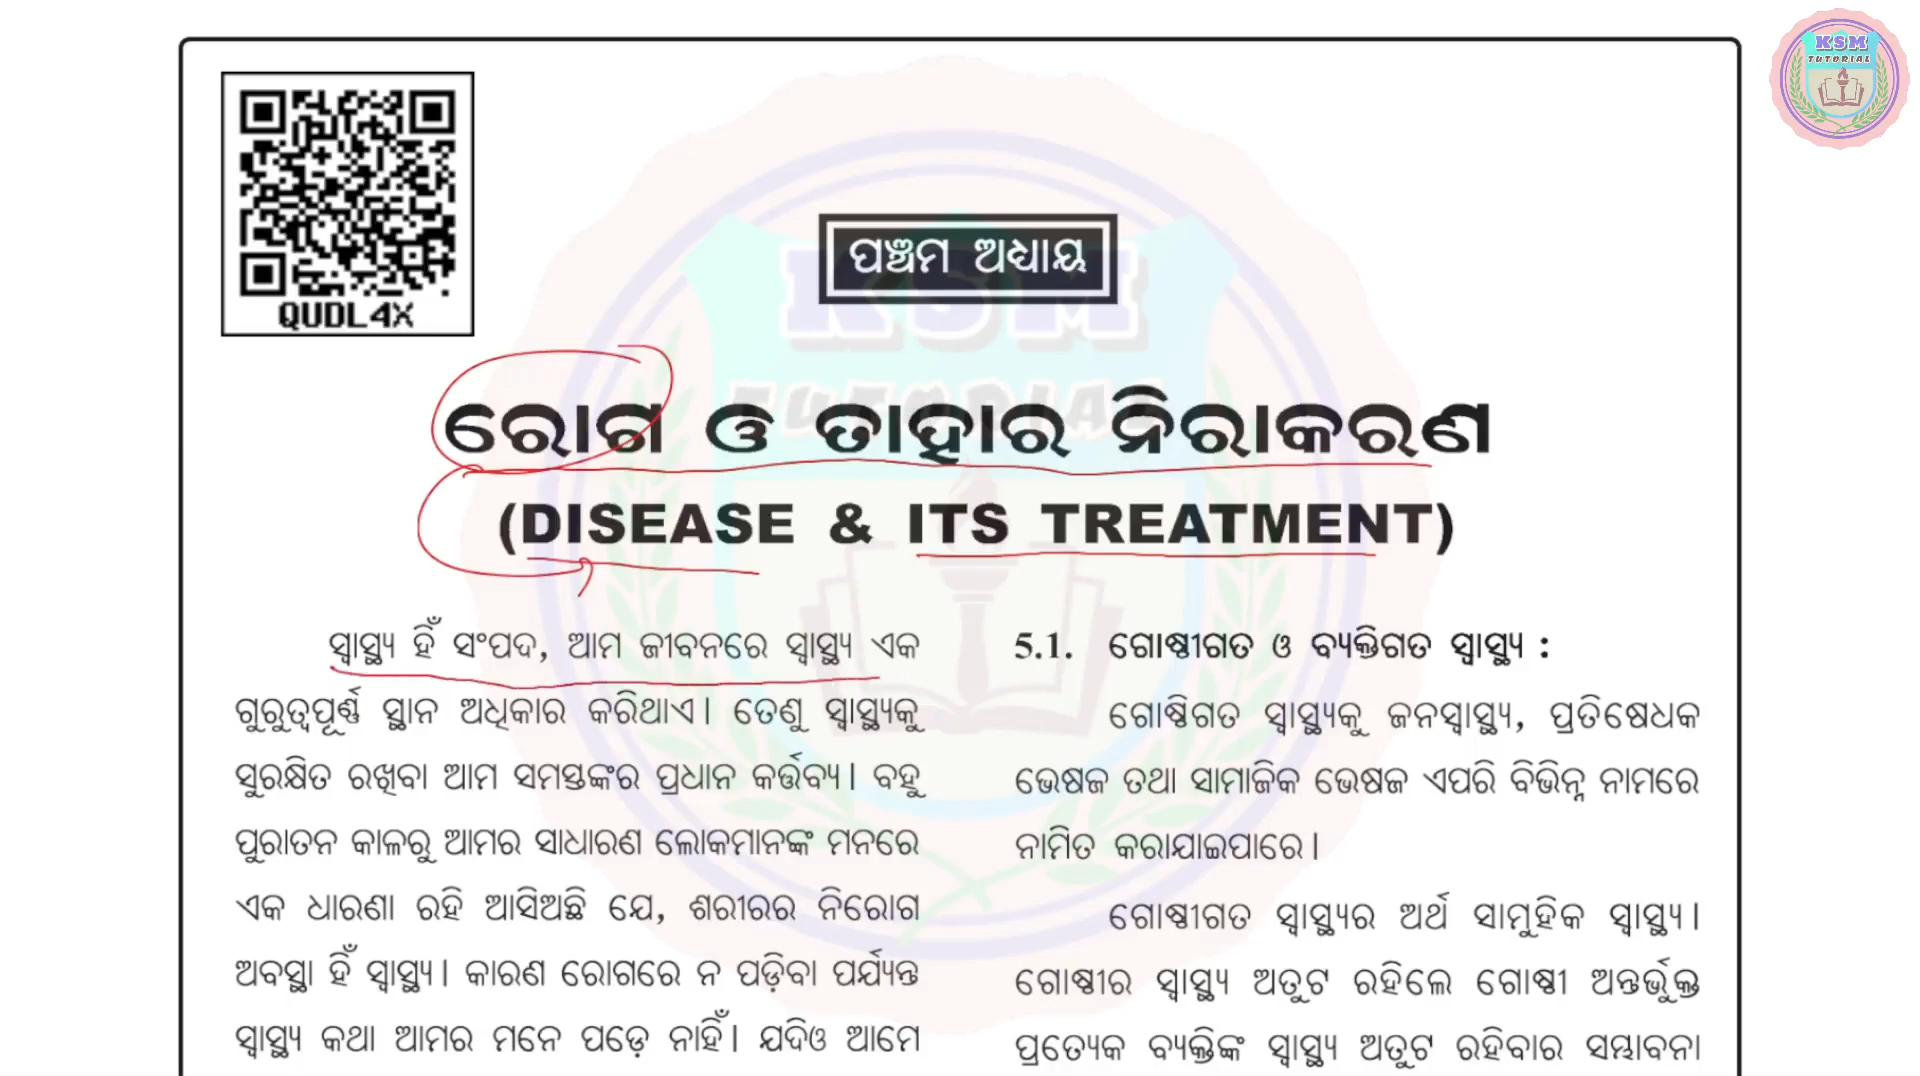 KSM
TUTORIAL
QUDL4X
ପଞ୍ଚମ ଅଧ୍ୟାୟ
ରୋଗ ଓ ତାହାର ନିରାକରଣ
(DISEASE & ITS TREATMENT)
ସ୍ୱାସ୍ଥ୍ୟ ହିଁ ସଂପଦ, ଆମ ଜୀବନରେ ସ୍ୱାସ୍ଥ୍ୟ ଏକ
ଗୁରୁତ୍ୱପୂର୍ଣ୍ଣ ସ୍ଥାନ ଅଧିକାର କରିଥାଏ। ତେଣୁ ସ୍ୱାସ୍ଥ୍ୟକୁ
ସୁରକ୍ଷିତ ରଖିବା ଆମ ସମସ୍ତଙ୍କର ପ୍ରଧାନ କର୍ତ୍ତବ୍ୟ। ବହୁ
ପୁରାତନ କାଳରୁ ଆମର ସାଧାରଣ ଲୋକମାନଙ୍କ ମନରେ
ଏକ ଧାରଣା ରହି ଆସିଅଛି ଯେ, ଶରୀରର ନିରୋଗ
ଅବସ୍ଥା ହିଁ ସ୍ୱାସ୍ଥ୍ୟ। କାରଣ ରୋଗରେ ନ ପଡ଼ିବା ପର୍ଯ୍ୟନ୍ତ
ସ୍ୱାସ୍ଥ୍ୟ କଥା ଆମର ମନେ ପଡ଼େ ନାହିଁ। ଯଦିଓ ଆମେ
5.1. ଗୋଷ୍ଠୀଗତ ଓ ବ୍ୟକ୍ତିଗତ ସ୍ୱାସ୍ଥ୍ୟ :
ଗୋଷ୍ଠିଗତ ସ୍ୱାସ୍ଥ୍ୟକୁ ଜନସ୍ୱାସ୍ଥ୍ୟ, ପ୍ରତିଷେଧକ
ଭେଷଜ ତଥା ସାମାଜିକ ଭେଷଜ ଏପରି ବିଭିନ୍ନ ନାମରେ
ନାମିତ କରାଯାଇପାରେ।
ଗୋଷ୍ଠୀଗତ ସ୍ୱାସ୍ଥ୍ୟର ଅର୍ଥ ସାମୁହିକ ସ୍ୱାସ୍ଥ୍ୟ।
ଗୋଷ୍ଠୀର ସ୍ୱାସ୍ଥ୍ୟ ଅତୁଟ ରହିଲେ ଗୋଷ୍ଠୀ ଅନ୍ତର୍ଭୁକ୍ତ
ପ୍ରତ୍ୟେକ ବ୍ୟକ୍ତିଙ୍କ ସ୍ୱାସ୍ଥ୍ୟ ଅତୁଟ ରହିବାର ସମ୍ଭାବନା